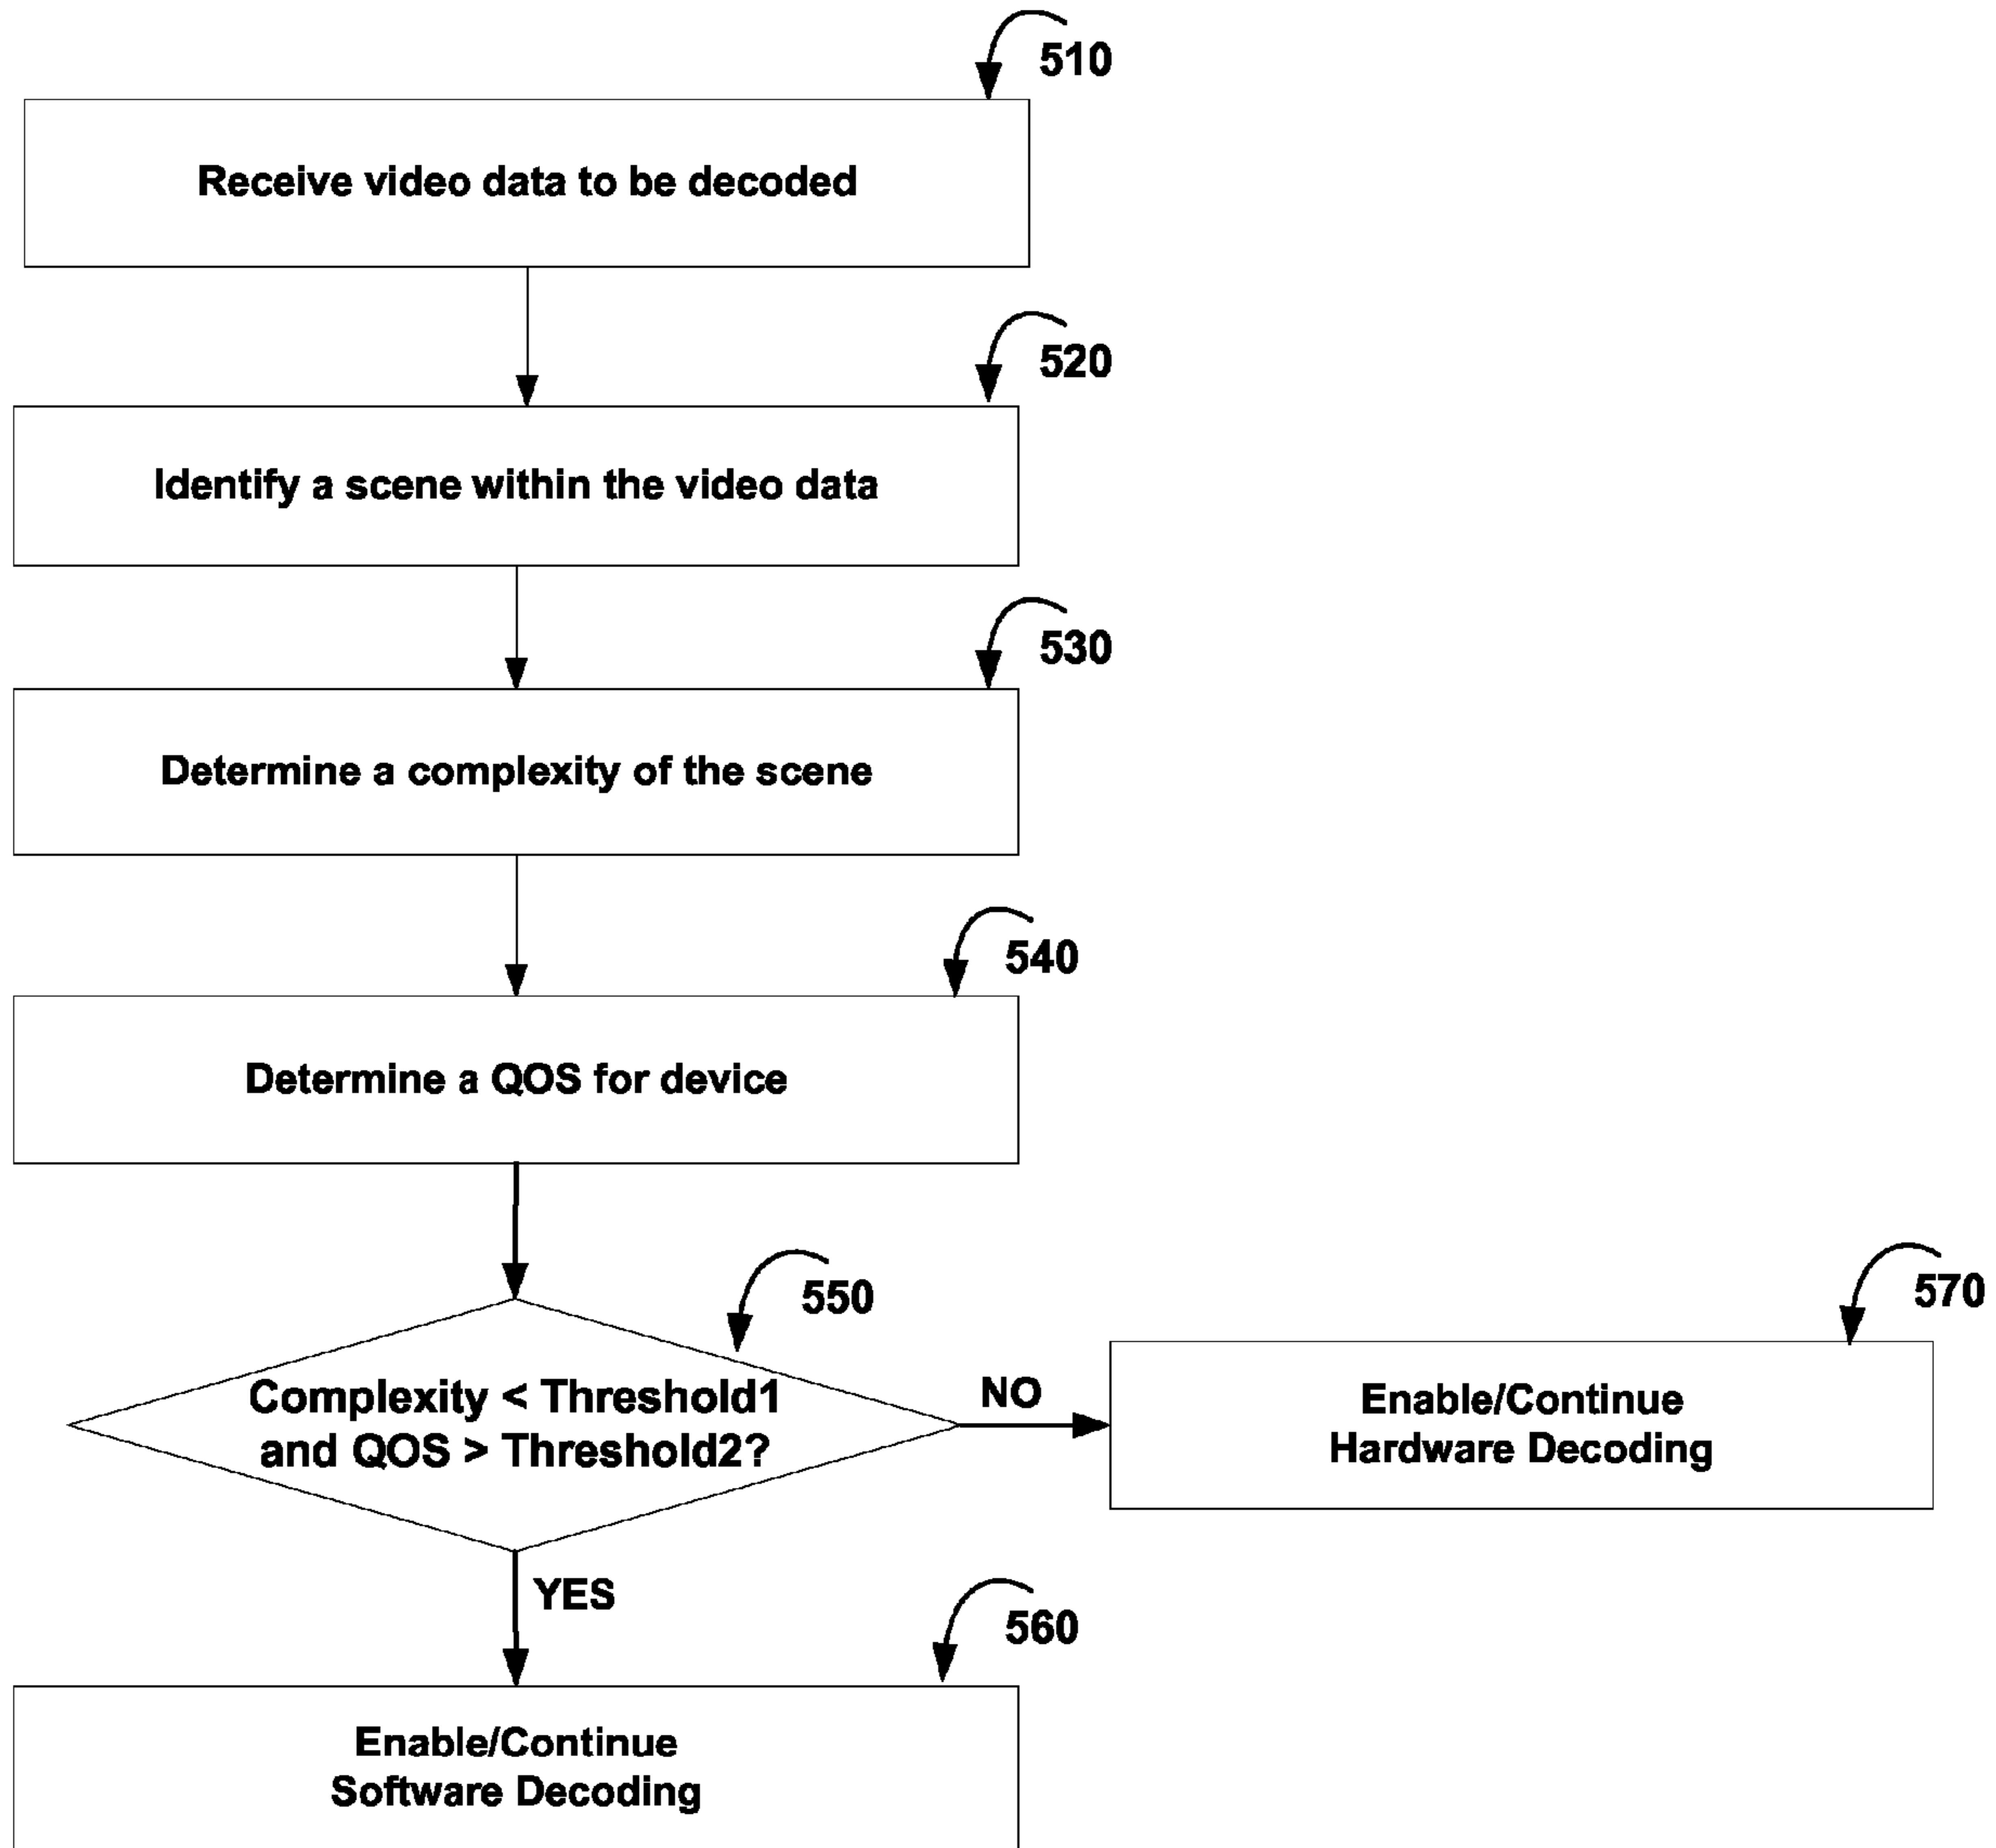 510
Receive video data to be decoded
520
Identify a scene within the video data
530
Determine a complexity of the scene
540
Determine a QOS for device
550
Complexity < Threshold1
and QOS > Threshold2?
NO
570
Enable/Continue
Hardware Decoding
YES
560
Enable/Continue
Software Decoding